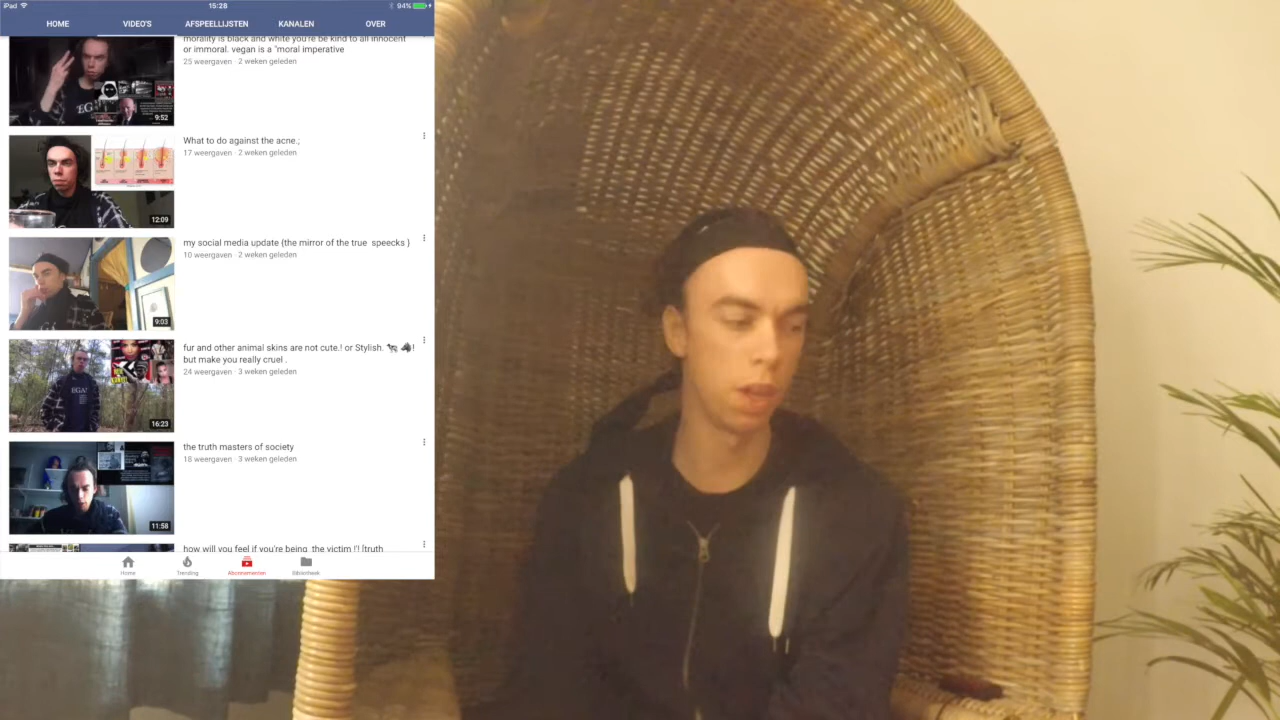 iPad 15:28 94%
HOME VIDEO'S AFSPEELLIJSTEN KANALEN OVER
morality is black and white you're be kind to all innocent
or immoral. vegan is a "moral imperative
25 weergaven · 2 weken geleden
9:52
What to do against the acne.;
17 weergaven · 2 weken geleden
12:09
my social media update {the mirror of the true speecks }
10 weergaven · 2 weken geleden
9:03
fur and other animal skins are not cute.! or Stylish. 🐄 🐗!
but make you really cruel .
24 weergaven · 3 weken geleden
EGA
16:23
the truth masters of society
18 weergaven · 3 weken geleden
11:58
how will you feel if you're being the victim !'! [truth
Home Trending Abonnementen Bibliotheek